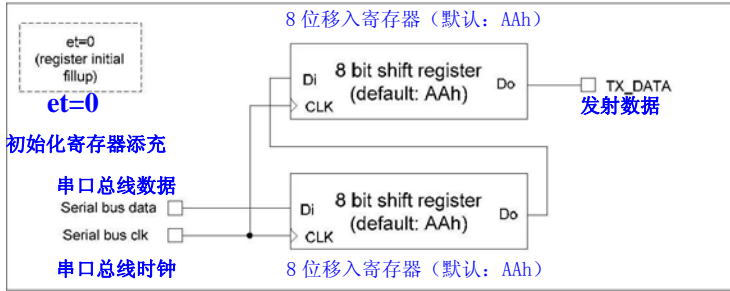 8 位移入寄存器（默认：AAh）
et=0
(register initial
fillup)
et=0
初始化寄存器添充
Di
8 bit shift register
(default: AAh)
Do
CLK
TX_DATA
发射数据
串口总线数据
Serial bus data
Serial bus clk
串口总线时钟
Di
8 bit shift register
(default: AAh)
Do
CLK
8 位移入寄存器（默认：AAh）